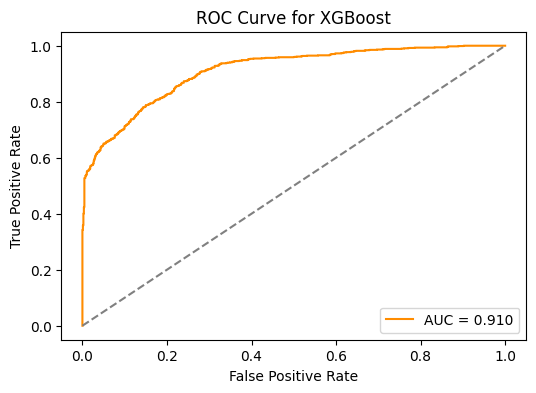 ROC Curve for XGBoost
True Positive Rate
1.0
0.8
0.6
0.4
0.2
0.0
AUC = 0.910
0.0 0.2 0.4 0.6 0.8 1.0
False Positive Rate